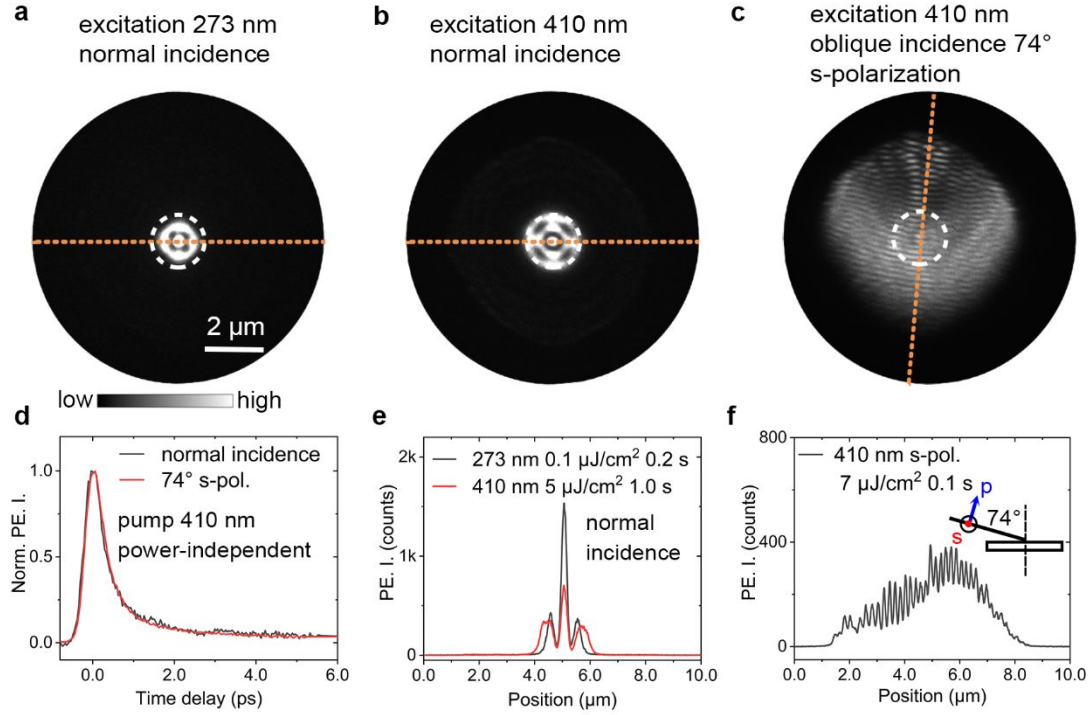 a
excitation 273 nm
normal incidence
b
excitation 410 nm
normal incidence
c
excitation 410 nm
oblique incidence 74°
s-polarization
2 µm
low
high
d
normal incidence
74° s-pol.
pump 410 nm
power-independent
Norm. PE. I.
1.0
0.5
0.0
0.0 2.0 4.0 6.0
Time delay (ps)
e
273 nm 0.1 µJ/cm² 0.2 s
410 nm 5 µJ/cm² 1.0 s
normal
incidence
PE. I. (counts)
2k
1k
0
0.0 2.0 4.0 6.0 8.0 10.0
Position (µm)
f
410 nm s-pol.
7 µJ/cm² 0.1 s
p
74°
s
PE. I. (counts)
800
400
0
0.0 2.0 4.0 6.0 8.0 10.0
Position (µm)